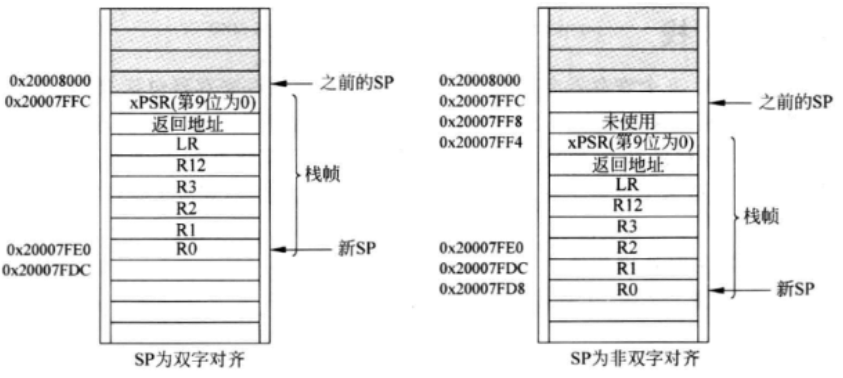 0x20008000
之前的SP
0x20007FFC
xPSR(第9位为0)
返回地址
LR
R12
R3
栈帧
R2
R1
0x20007FE0
R0
新SP
0x20007FDC
SP为双字对齐
0x20008000
0x20007FFC
之前的SP
0x20007FF8
未使用
0x20007FF4
xPSR(第9位为0)
返回地址
LR
R12
栈帧
R3
0x20007FE0
R2
0x20007FDC
R1
0x20007FD8
R0
新SP
SP为非双字对齐